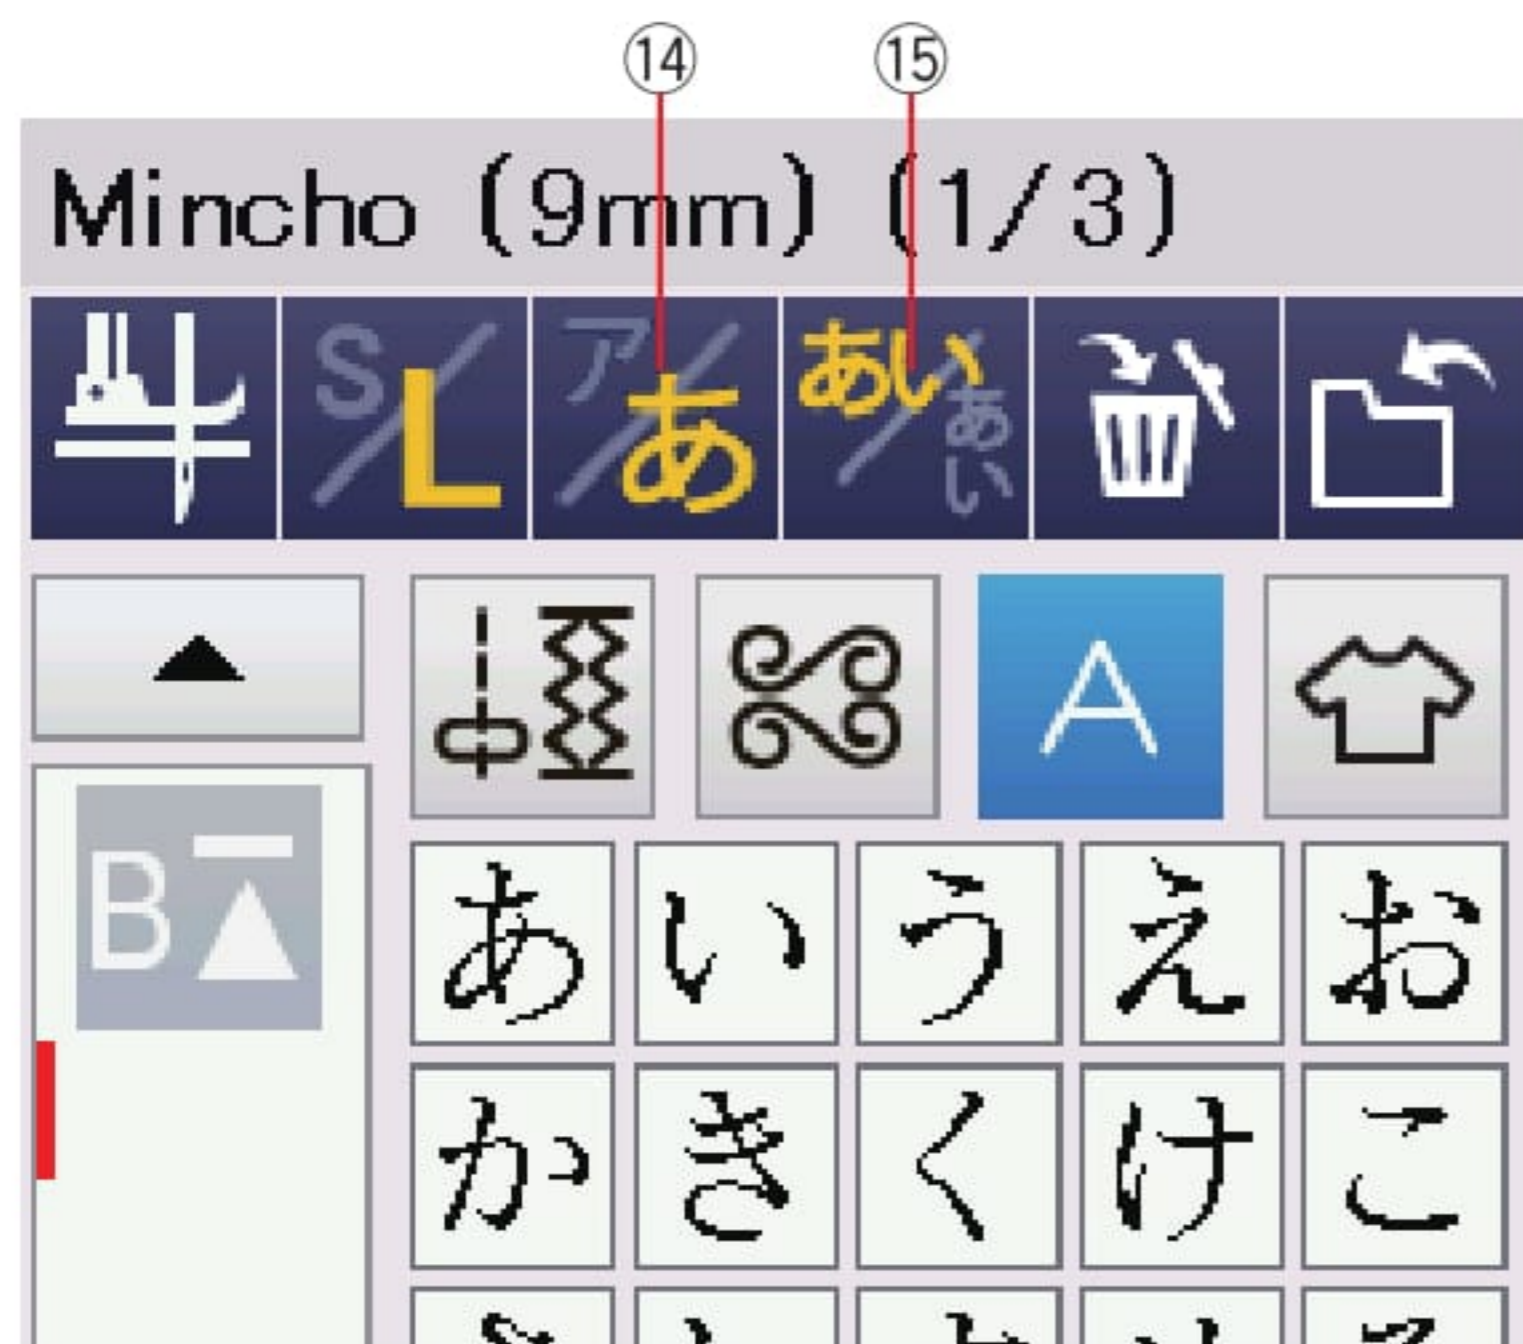 ⑭ ⑮
Mincho (9mm) (1/3)
S/L ア/あ あい/あい
A
B
あ い う え お
か き く け こ